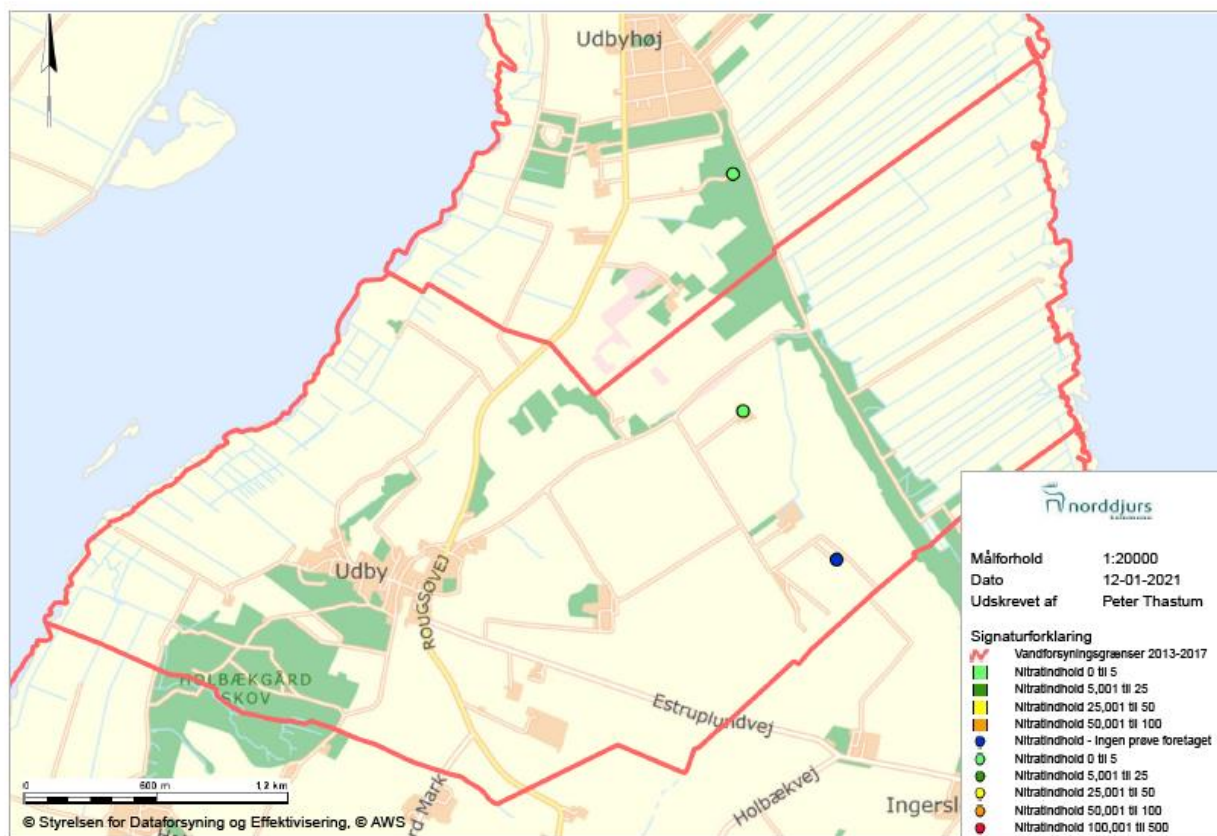 Udbyhøj
Udby
ROUGSØVEJ
HOLBÆKGÅRD
SKOV
Estruplundvej
Holbækvej
rd Mark
Ingersl
0 600 m 1.2 km
© Styrelsen for Dataforsyning og Effektivisering, © AWS
norddjurs
kommune
Målforhold 1:20000
Dato 12-01-2021
Udskrevet af Peter Thastum
Signaturforklaring
Vandforsyningsgrænser 2013-2017
Nitratindhold 0 til 5
Nitratindhold 5,001 til 25
Nitratindhold 25,001 til 50
Nitratindhold 50,001 til 100
Nitratindhold - Ingen prøve foretaget
Nitratindhold 0 til 5
Nitratindhold 5,001 til 25
Nitratindhold 25,001 til 50
Nitratindhold 50,001 til 100
Nitratindhold 100,001 til 500